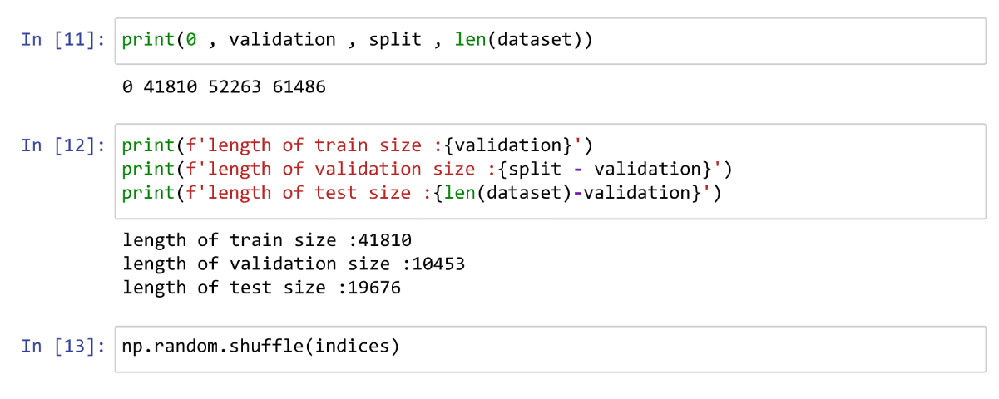 In [11]: print(0 , validation , split , len(dataset))
0 41810 52263 61486
In [12]: print(f'length of train size :{validation}')
print(f'length of validation size :{split - validation}')
print(f'length of test size :{len(dataset)-validation}')
length of train size :41810
length of validation size :10453
length of test size :19676
In [13]: np.random.shuffle(indices)